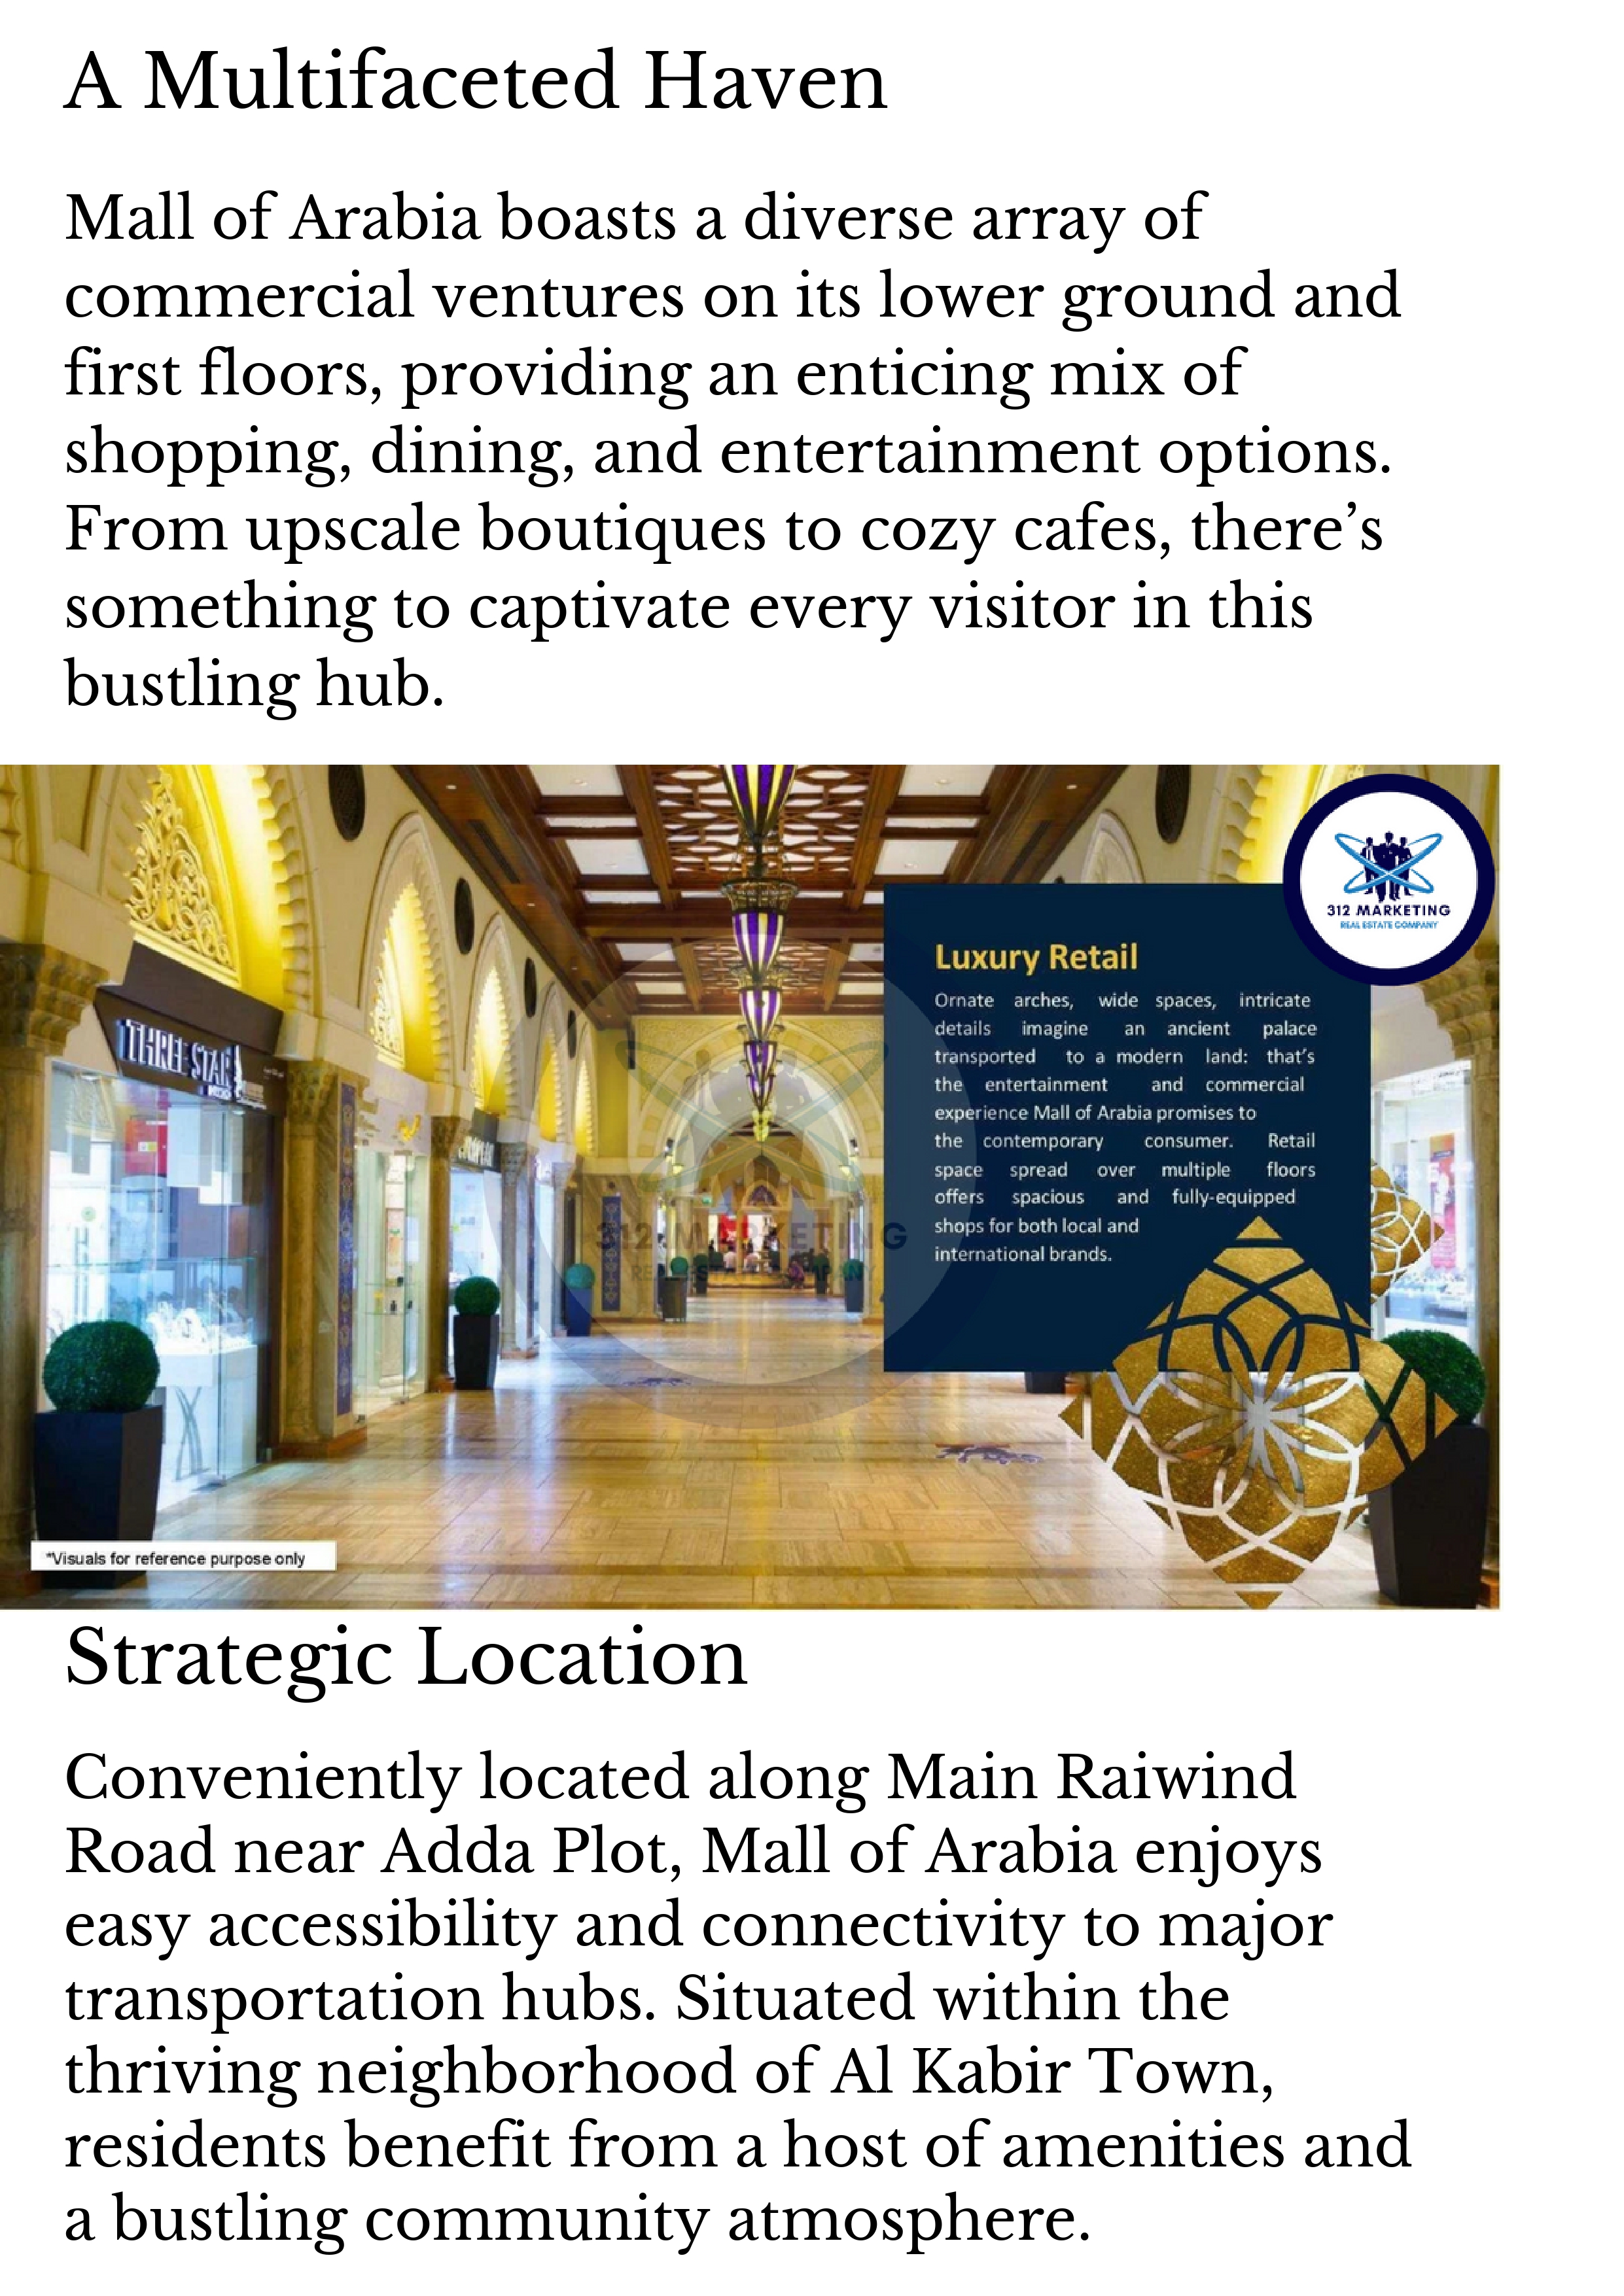 A Multifaceted Haven
Mall of Arabia boasts a diverse array of
commercial ventures on its lower ground and
first floors, providing an enticing mix of
shopping, dining, and entertainment options.
From upscale boutiques to cozy cafes, there’s
something to captivate every visitor in this
bustling hub.
312 MARKETING
REAL ESTATE COMPANY
Luxury Retail
Ornate arches, wide spaces, intricate
details imagine an ancient palace
transported to a modern land: that’s
the entertainment and commercial
experience Mall of Arabia promises to
the contemporary consumer. Retail
space spread over multiple floors
offers spacious and fully-equipped
shops for both local and
international brands.
THREE STAR
312 MARKETING
REAL ESTATE COMPANY
*Visuals for reference purpose only
Strategic Location
Conveniently located along Main Raiwind
Road near Adda Plot, Mall of Arabia enjoys
easy accessibility and connectivity to major
transportation hubs. Situated within the
thriving neighborhood of Al Kabir Town,
residents benefit from a host of amenities and
a bustling community atmosphere.